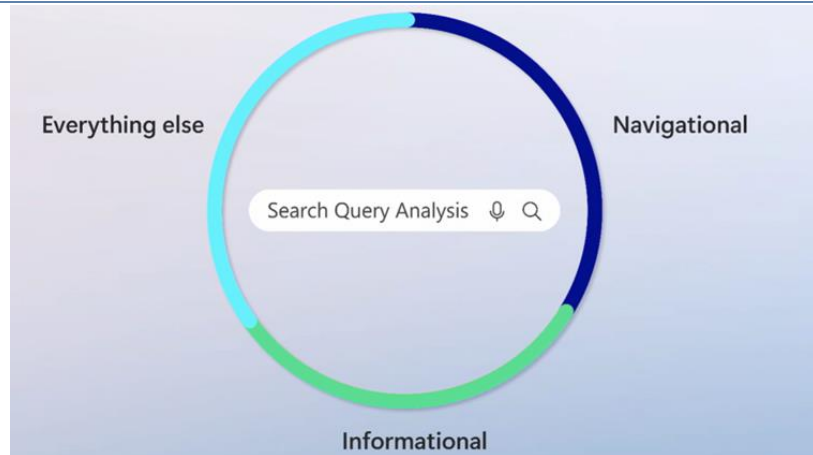 Everything else
Navigational
Search Query Analysis
Informational